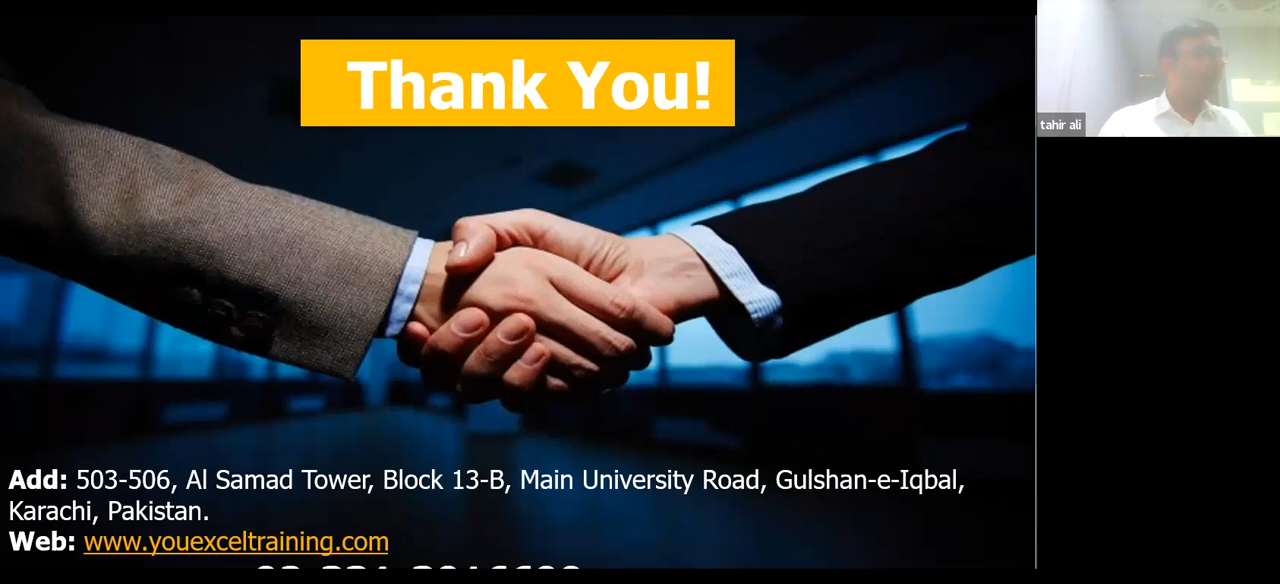 Thank You!
tahir ali
Add: 503-506, Al Samad Tower, Block 13-B, Main University Road, Gulshan-e-Iqbal,
Karachi, Pakistan.
Web: www.youexceltraining.com